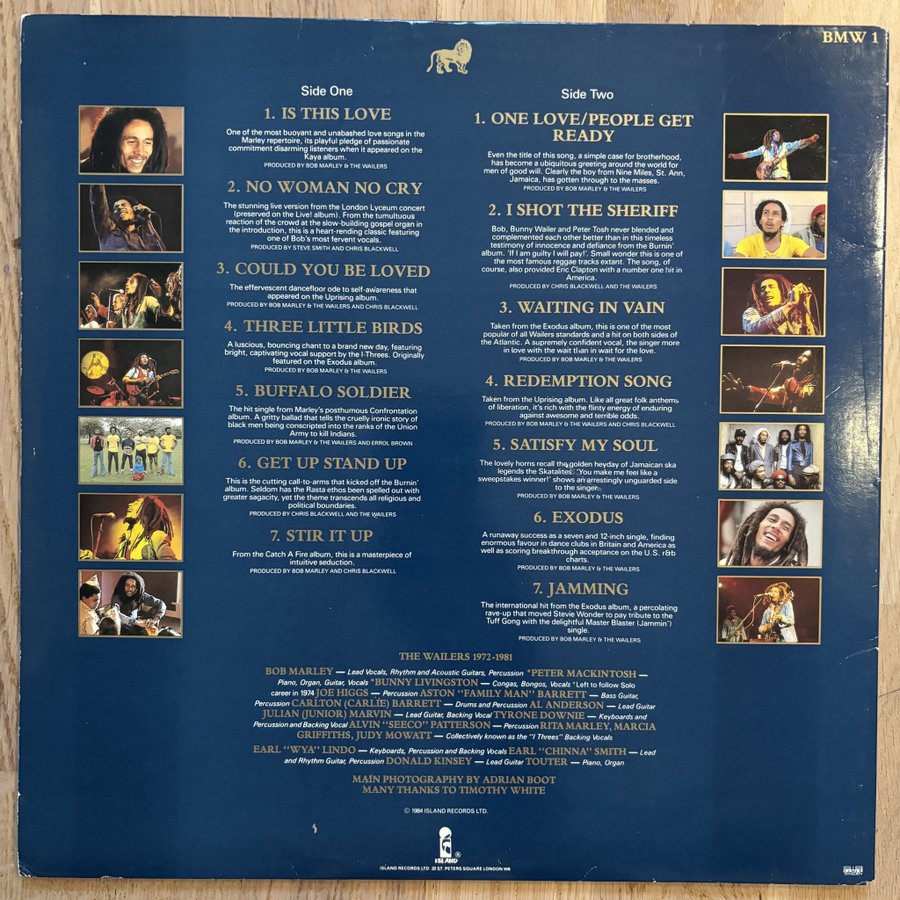 BMW 1
Side One
1. IS THIS LOVE
One of the most buoyant and unabashed love songs in the
Marley repertoire, its playful pledge of passionate
commitment disarming listeners when it appeared on the
Kaya album.
PRODUCED BY BOB MARLEY & THE WAILERS
2. NO WOMAN NO CRY
The stunning live version from the London Lyceum concert
(preserved on the Live! album). From the tumultuous
reaction of the crowd at the slow-building gospel organ in
the introduction, this is a heart-rending classic featuring
one of Bob's most fervent vocals.
PRODUCED BY STEVE SMITH AND CHRIS BLACKWELL
3. COULD YOU BE LOVED
The effervescent dancefloor ode to self-awareness that
appeared on the Uprising album.
PRODUCED BY BOB MARLEY & THE WAILERS AND CHRIS BLACKWELL
4. THREE LITTLE BIRDS
A luscious, bouncing chant to a brand new day, featuring
bright, captivating vocal support by the I-Threes. Originally
featured on the Exodus album.
PRODUCED BY BOB MARLEY & THE WAILERS
5. BUFFALO SOLDIER
The hit single from Marley's posthumous Confrontation
album. A gritty ballad that tells the cruelly ironic story of
black men being conscripted into the ranks of the Union
Army to kill Indians.
PRODUCED BY BOB MARLEY & THE WAILERS AND ERROL BROWN
6. GET UP STAND UP
This is the cutting call-to-arms that kicked off the Burnin'
album. Seldom has the Rasta ethos been spelled out with
greater sagacity, yet the theme transcends all religious and
political boundaries.
PRODUCED BY CHRIS BLACKWELL AND THE WAILERS
7. STIR IT UP
From the Catch A Fire album, this is a masterpiece of
intuitive seduction.
PRODUCED BY BOB MARLEY AND CHRIS BLACKWELL
Side Two
1. ONE LOVE/PEOPLE GET
READY
Even the title of this song, a simple case for brotherhood,
has become a ubiquitous greeting around the world for
men of good will. Clearly the boy from Nine Miles, St. Ann,
Jamaica, has gotten through to the masses.
PRODUCED BY BOB MARLEY & THE WAILERS
2. I SHOT THE SHERIFF
Bob, Bunny Wailer and Peter Tosh never blended and
complemented each other better than in this timeless
testimony of innocence and defiance from the Burnin'
album. 'If I am guilty I will pay!'. Small wonder this is one of
the most famous reggae tracks extant. The song, of
course, also provided Eric Clapton with a number one hit in
America.
PRODUCED BY CHRIS BLACKWELL AND THE WAILERS
3. WAITING IN VAIN
Taken from the Exodus album, this is one of the most
popular of all Wailers standards and a hit on both sides of
the Atlantic. A supremely confident vocal, the singer more
in love with the wait than in wait for the love.
PRODUCED BY BOB MARLEY & THE WAILERS
4. REDEMPTION SONG
Taken from the Uprising album. Like all great folk anthems
of liberation, it's rich with the flinty energy of enduring
against awesome and terrible odds.
PRODUCED BY BOB MARLEY & THE WAILERS AND CHRIS BLACKWELL
5. SATISFY MY SOUL
The lovely horns recall the golden heyday of Jamaican ska
legends the Skatalites. 'You make me feel like a
sweepstakes winner!' shows an arrestingly unguarded side
to the singer.
PRODUCED BY BOB MARLEY & THE WAILERS
6. EXODUS
A runaway success as a seven and 12-inch single, finding
enormous favour in dance clubs in Britain and America as
well as scoring breakthrough acceptance on the U.S. r&b
charts.
PRODUCED BY BOB MARLEY & THE WAILERS
7. JAMMING
The international hit from the Exodus album, a percolating
rave-up that moved Stevie Wonder to pay tribute to the
Tuff Gong with the delightful Master Blaster (Jammin')
single.
PRODUCED BY BOB MARLEY & THE WAILERS
THE WAILERS 1972-1981
BOB MARLEY — Lead Vocals, Rhythm and Acoustic Guitars, Percussion *PETER MACKINTOSH —
Piano, Organ, Guitar, Vocals *BUNNY LIVINGSTON — Congas, Bongos, Vocals *Left to follow Solo
career in 1974 JOE HIGGS — Percussion ASTON "FAMILY MAN" BARRETT — Bass Guitar,
Percussion CARLTON (CARLIE) BARRETT — Drums and Percussion AL ANDERSON — Lead Guitar
JULIAN (JUNIOR) MARVIN — Lead Guitar, Backing Vocal TYRONE DOWNIE — Keyboards and
Percussion and Backing Vocal ALVIN "SEECO" PATTERSON — Percussion RITA MARLEY, MARCIA
GRIFFITHS, JUDY MOWATT — Collectively known as the "I Threes" Backing Vocals
EARL "WYA" LINDO — Keyboards, Percussion and Backing Vocals EARL "CHINNA" SMITH — Lead
and Rhythm Guitar, Percussion DONALD KINSEY — Lead Guitar TOUTER — Piano, Organ
MAIN PHOTOGRAPHY BY ADRIAN BOOT
MANY THANKS TO TIMOTHY WHITE
© 1984 ISLAND RECORDS LTD.
ISLAND ®
ISLAND RECORDS LTD. 22 ST. PETERS SQUARE LONDON W6